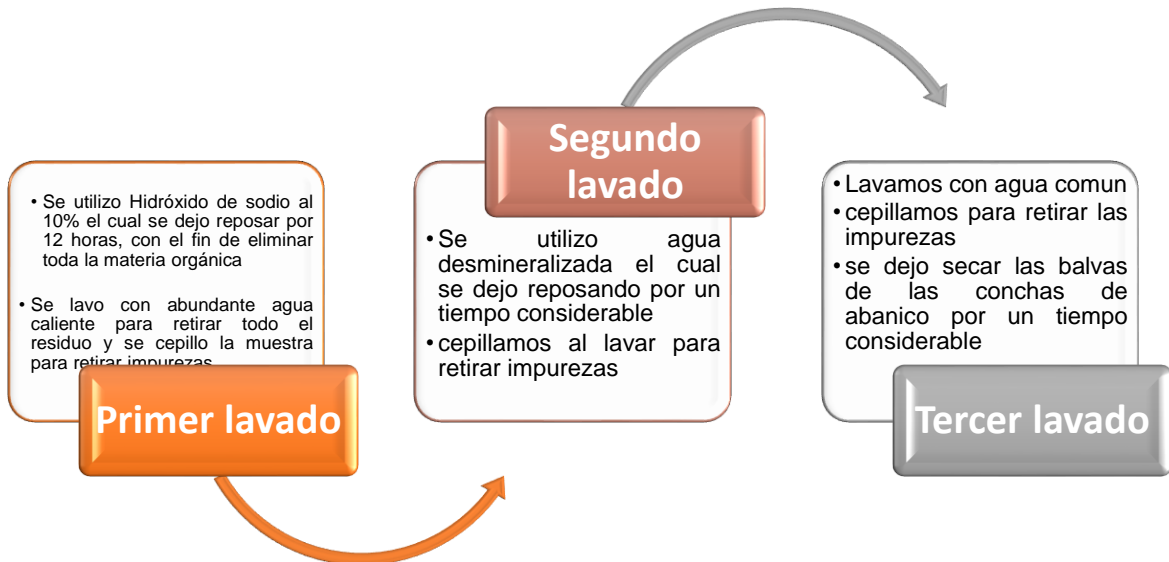 • Se utilizo Hidróxido de sodio al
10% el cual se dejo reposar por
12 horas, con el fin de eliminar
toda la materia orgánica
• Se lavo con abundante agua
caliente para retirar todo el
residuo y se cepillo la muestra
para retirar impurezas
Primer lavado
Segundo
lavado
• Se utilizo agua
desmineralizada el cual
se dejo reposando por un
tiempo considerable
• cepillamos al lavar para
retirar impurezas
• Lavamos con agua comun
• cepillamos para retirar las
impurezas
• se dejo secar las balvas
de las conchas de
abanico por un tiempo
considerable
Tercer lavado